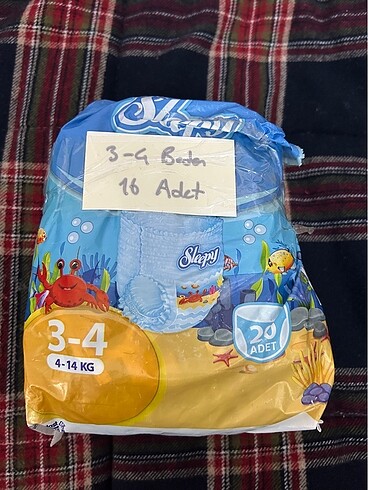 Sleepy
3-4 Beden
16 Adet
Sleepy
3-4
4-14 KG
20
ADET